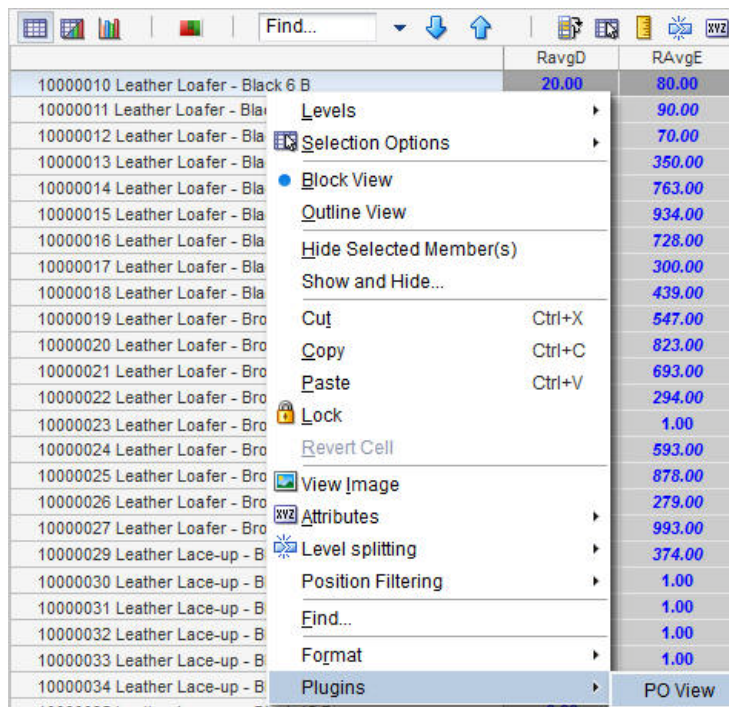 Find...
XYZ
RavgD RAvgE
10000010 Leather Loafer - Black 6 B 20.00 80.00
10000011 Leather Loafer - Bla 90.00
10000012 Leather Loafer - Bla 70.00
10000013 Leather Loafer - Bla 350.00
10000014 Leather Loafer - Bla 763.00
10000015 Leather Loafer - Bla 934.00
10000016 Leather Loafer - Bla 728.00
10000017 Leather Loafer - Bla 300.00
10000018 Leather Loafer - Bla 439.00
10000019 Leather Loafer - Bro 547.00
10000020 Leather Loafer - Bro 823.00
10000021 Leather Loafer - Bro 693.00
10000022 Leather Loafer - Bro 294.00
10000023 Leather Loafer - Bro 1.00
10000024 Leather Loafer - Bro 593.00
10000025 Leather Loafer - Bro 878.00
10000026 Leather Loafer - Bro 279.00
10000027 Leather Loafer - Bro 993.00
10000029 Leather Lace-up - B 374.00
10000030 Leather Lace-up - B 1.00
10000031 Leather Lace-up - B 1.00
10000032 Leather Lace-up - B 1.00
10000033 Leather Lace-up - B 1.00
10000034 Leather Lace-up - B
Levels
Selection Options
Block View
Outline View
Hide Selected Member(s)
Show and Hide...
Cut Ctrl+X
Copy Ctrl+C
Paste Ctrl+V
Lock
Revert Cell
View Image
XYZ Attributes
Level splitting
Position Filtering
Find...
Format
Plugins
PO View